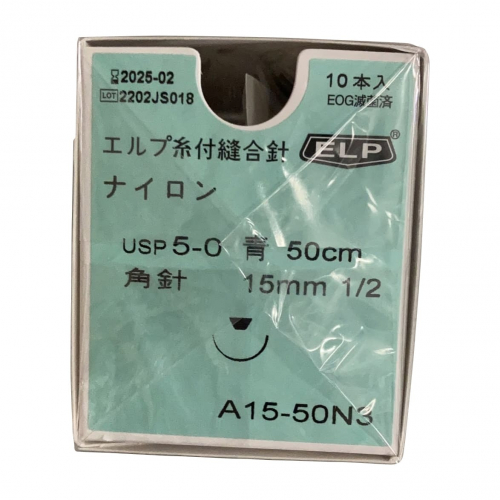 2025-02
LOT 2202JS018
10本入
EOG滅菌済
エルプ糸付縫合針 ELP®
ナイロン
USP 5-0 青 50cm
角針 15mm 1/2
A15-50N3